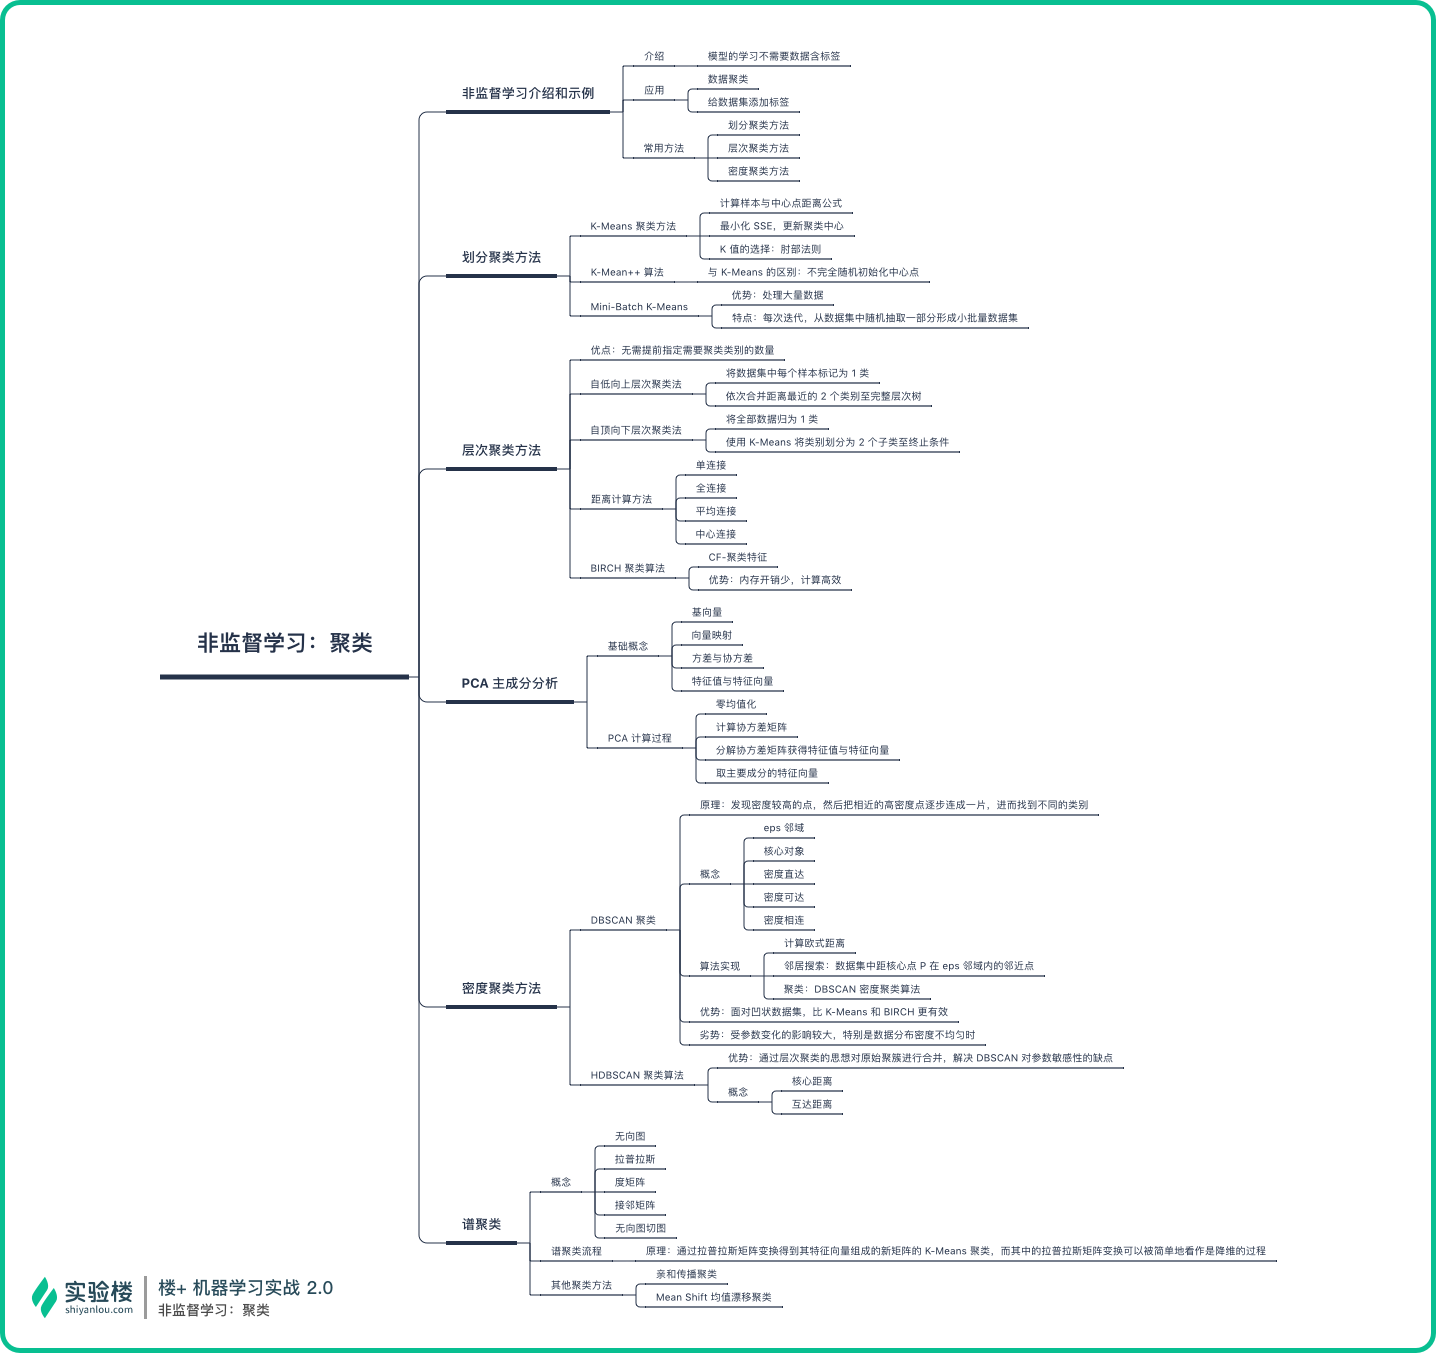 介绍
模型的学习不需要数据含标签
数据聚类
非监督学习介绍和示例
应用
给数据集添加标签
划分聚类方法
常用方法
层次聚类方法
密度聚类方法
计算样本与中心点距离公式
K-Means 聚类方法
最小化 SSE，更新聚类中心
K 值的选择：肘部法则
划分聚类方法
K-Mean++ 算法
与 K-Means 的区别：不完全随机初始化中心点
优势：处理大量数据
Mini-Batch K-Means
特点：每次迭代，从数据集中随机抽取一部分形成小批量数据集
优点：无需提前指定需要聚类类别的数量
将数据集中每个样本标记为 1 类
自低向上层次聚类法
依次合并距离最近的 2 个类别至完整层次树
将全部数据归为 1 类
自顶向下层次聚类法
使用 K-Means 将类别划分为 2 个子类至终止条件
层次聚类方法
单连接
全连接
距离计算方法
平均连接
中心连接
CF-聚类特征
BIRCH 聚类算法
优势：内存开销少，计算高效
非监督学习：聚类
基向量
向量映射
基础概念
方差与协方差
特征值与特征向量
PCA 主成分分析
零均值化
计算协方差矩阵
PCA 计算过程
分解协方差矩阵获得特征值与特征向量
取主要成分的特征向量
原理：发现密度较高的点，然后把相近的高密度点逐步连成一片，进而找到不同的类别
eps 邻域
核心对象
概念
密度直达
密度可达
密度相连
DBSCAN 聚类
计算欧式距离
算法实现
邻居搜索：数据集中距核心点 P 在 eps 邻域内的邻近点
聚类：DBSCAN 密度聚类算法
密度聚类方法
优势：面对凹状数据集，比 K-Means 和 BIRCH 更有效
劣势：受参数变化的影响较大，特别是数据分布密度不均匀时
优势：通过层次聚类的思想对原始聚簇进行合并，解决 DBSCAN 对参数敏感性的缺点
HDBSCAN 聚类算法
核心距离
概念
互达距离
无向图
拉普拉斯
概念
度矩阵
接邻矩阵
无向图切图
谱聚类
谱聚类流程
原理：通过拉普拉斯矩阵变换得到其特征向量组成的新矩阵的 K-Means 聚类，而其中的拉普拉斯矩阵变换可以被简单地看作是降维的过程
亲和传播聚类
其他聚类方法
Mean Shift 均值漂移聚类
实验楼
shiyanlou.com
楼+ 机器学习实战 2.0
非监督学习：聚类